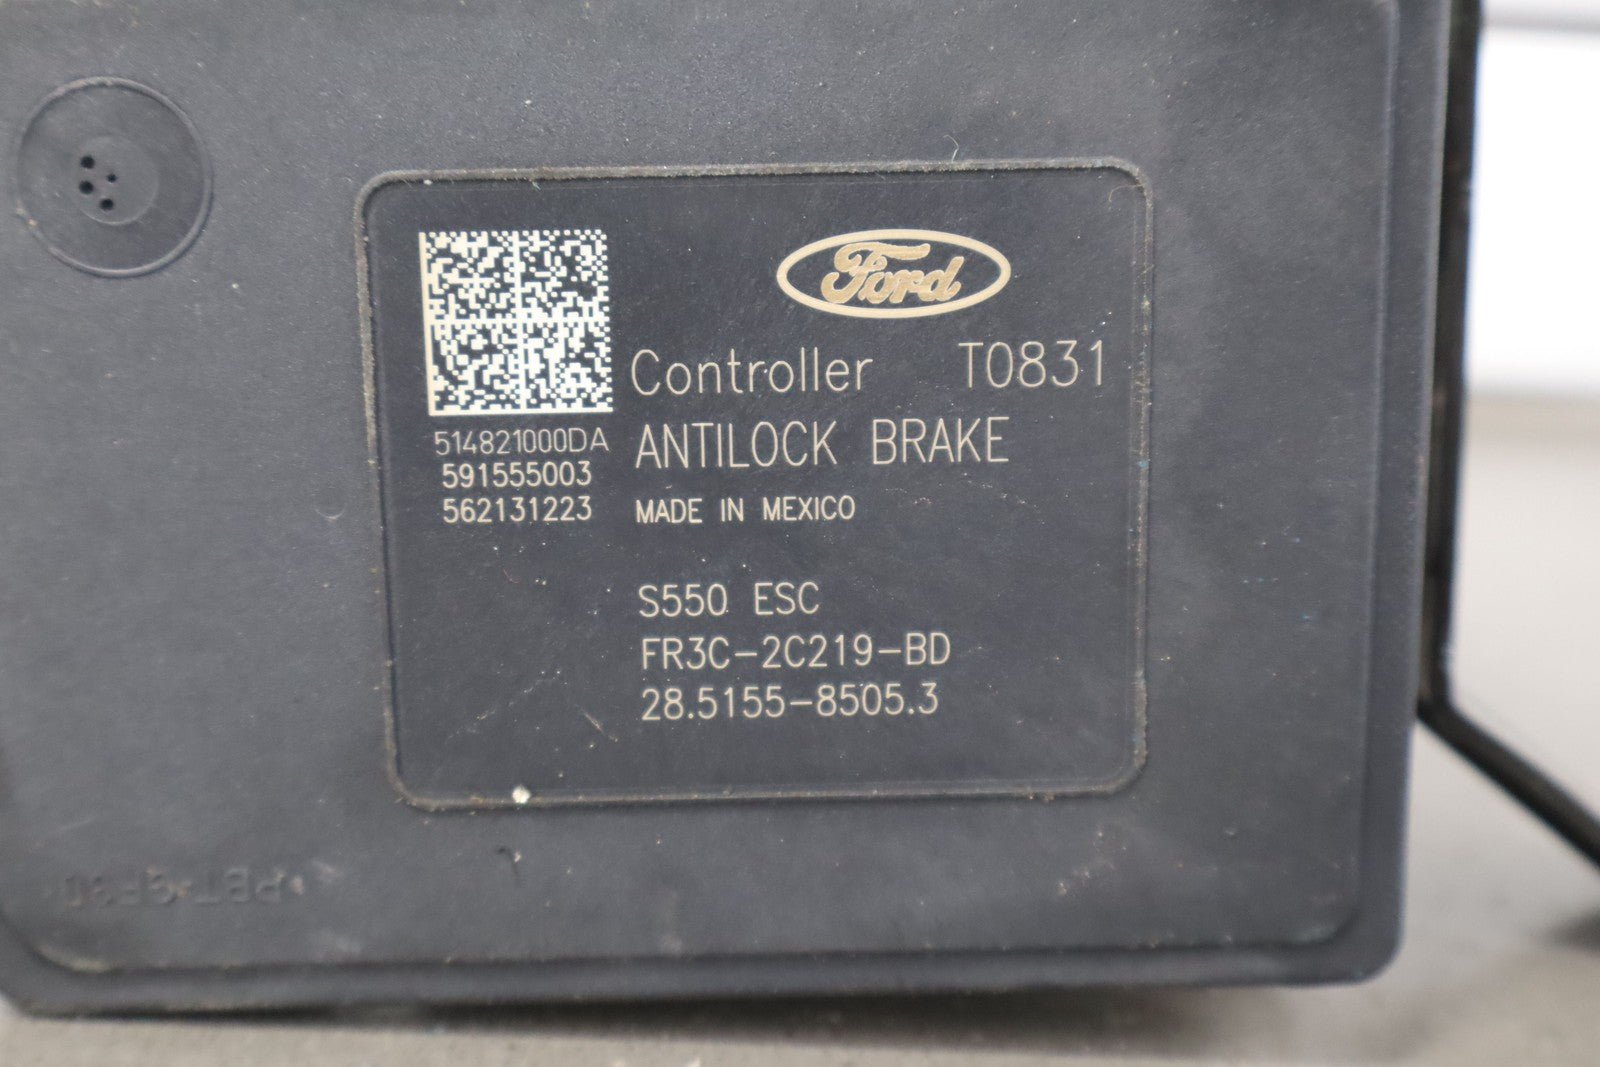 Ford
Controller T0831
ANTILOCK BRAKE
MADE IN MEXICO
514821000DA
591555003
562131223
S550 ESC
FR3C-2C219-BD
28.5155-8505.3